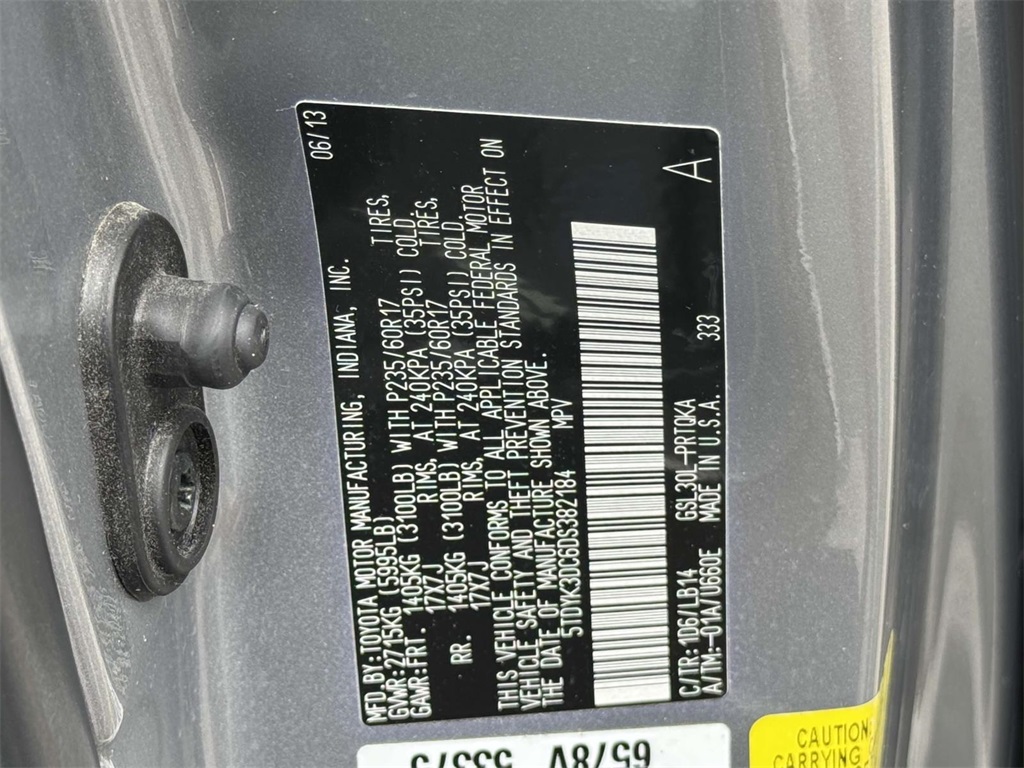 MFD.BY:TOYOTA MOTOR MANUFACTURING, INDIANA, INC. 06/13
GVWR:2715KG (5995LB)
GAWR:FRT. 1405KG (3100LB) WITH P235/60R17 TIRES,
17X7J RIMS, AT 240KPA (35PSI) COLD.
RR. 1405KG (3100LB) WITH P235/60R17 TIRES,
17X7J RIMS, AT 240KPA (35PSI) COLD.
THIS VEHICLE CONFORMS TO ALL APPLICABLE FEDERAL MOTOR
VEHICLE SAFETY AND THEFT PREVENTION STANDARDS IN EFFECT ON
THE DATE OF MANUFACTURE SHOWN ABOVE.
5TDYK3DC6DS382184 MPV
C/TR:1D6/LB14 GSL30L-PRTQKA A
A/TM:-01A/U660E MADE IN U.S.A. 333
6578V
53375
CAUTION
CARRYING